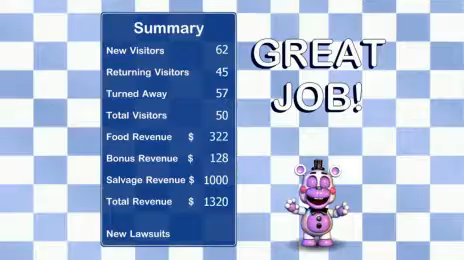 Summary
New Visitors 62
Returning Visitors 45
Turned Away 57
Total Visitors 50
Food Revenue $ 322
Bonus Revenue $ 128
Salvage Revenue $ 1000
Total Revenue $ 1320
New Lawsuits
GREAT
JOB!